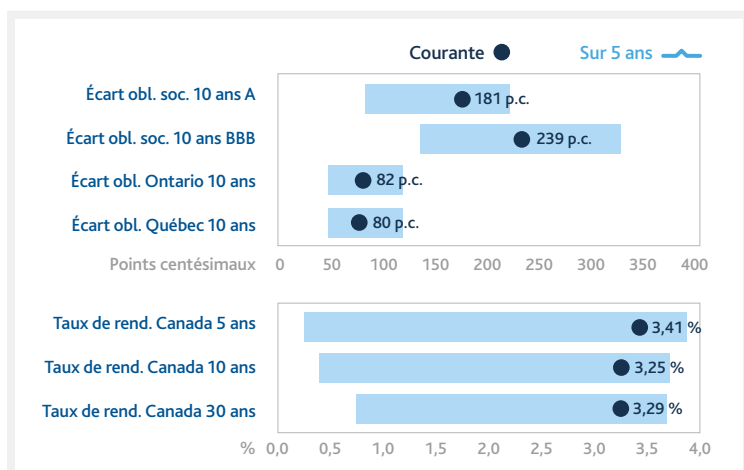 Courante Sur 5 ans
Écart obl. soc. 10 ans A 181 p.c.
Écart obl. soc. 10 ans BBB 239 p.c.
Écart obl. Ontario 10 ans 82 p.c.
Écart obl. Québec 10 ans 80 p.c.
Points centésimaux 0 50 100 150 200 250 300 350 400
Taux de rend. Canada 5 ans 3,41 %
Taux de rend. Canada 10 ans 3,25 %
Taux de rend. Canada 30 ans 3,29 %
% 0,0 0,5 1,0 1,5 2,0 2,5 3,0 3,5 4,0